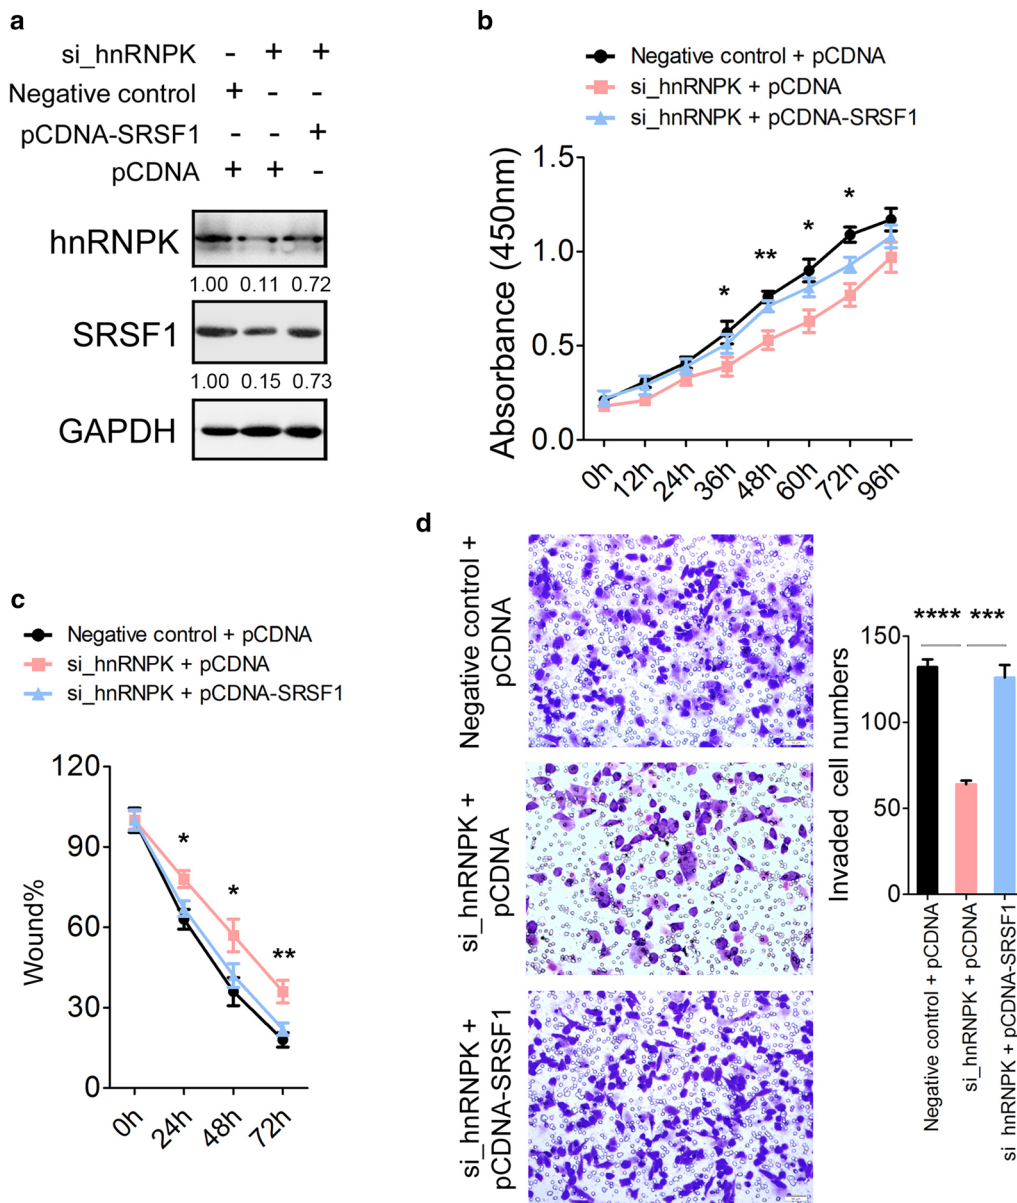 a
si_hnRNPK - + +
Negative control + - -
pCDNA-SRSF1 - - +
pCDNA + + -
hnRNPK
1.00 0.11 0.72
SRSF1
1.00 0.15 0.73
GAPDH
b
Negative control + pCDNA
si_hnRNPK + pCDNA
si_hnRNPK + pCDNA-SRSF1
Absorbance (450nm)
1.5
1.0
0.5
0.0
* ** * *
0h 12h 24h 36h 48h 60h 72h 96h
c
Negative control + pCDNA
si_hnRNPK + pCDNA
si_hnRNPK + pCDNA-SRSF1
Wound%
120
90
60
30
0
* * **
0h 24h 48h 72h
d
Negative control +
pCDNA
si_hnRNPK +
pCDNA
si_hnRNPK +
pCDNA-SRSF1
**** ***
Invaded cell numbers
150
100
50
0
Negative control + pCDNA
si_hnRNPK + pCDNA
si hnRNPK + pCDNA-SRSF1